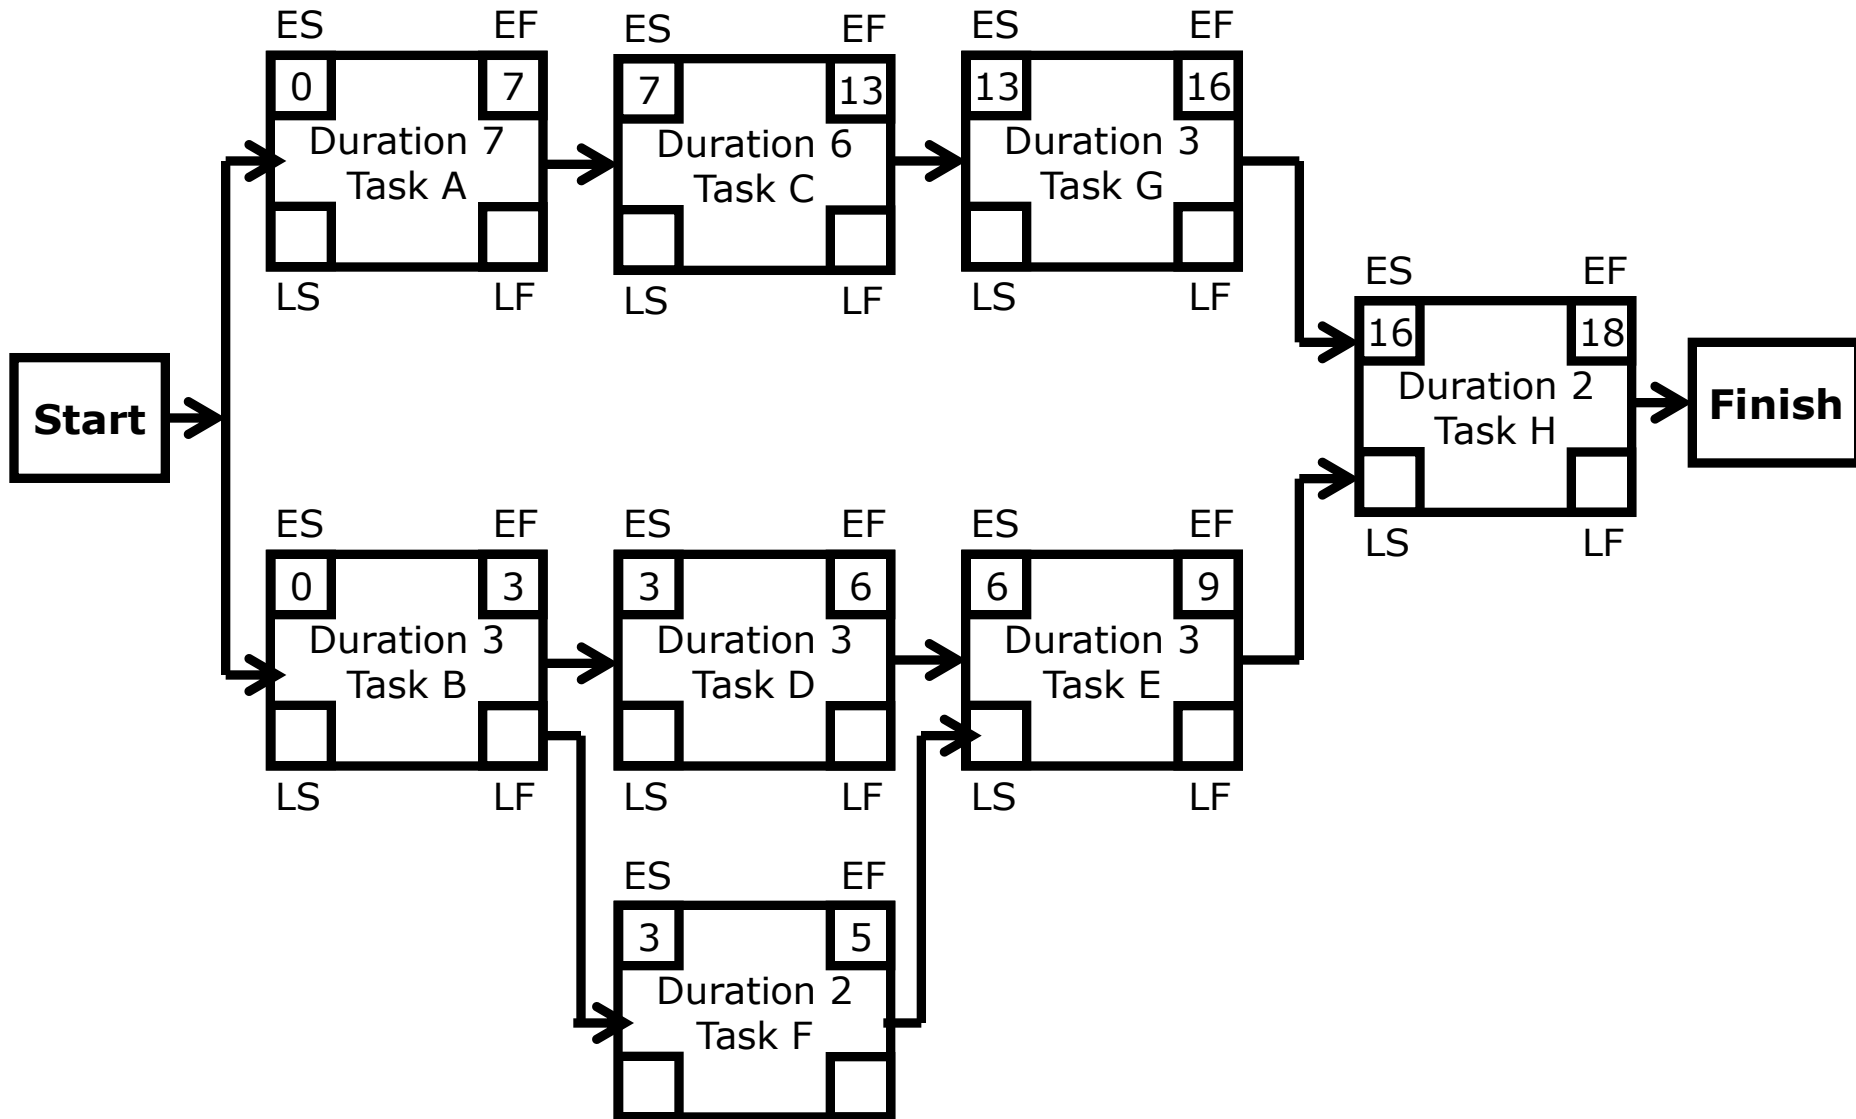 ES EF ES EF ES EF
0 7 7 13 13 16
Duration 7 Duration 6 Duration 3
Task A Task C Task G
LS LF LS LF LS LF
ES EF
16 18
Duration 2
Task H
LS LF
Start
Finish
ES EF ES EF ES EF
0 3 3 6 6 9
Duration 3 Duration 3 Duration 3
Task B Task D Task E
LS LF LS LF LS LF
ES EF
3 5
Duration 2
Task F